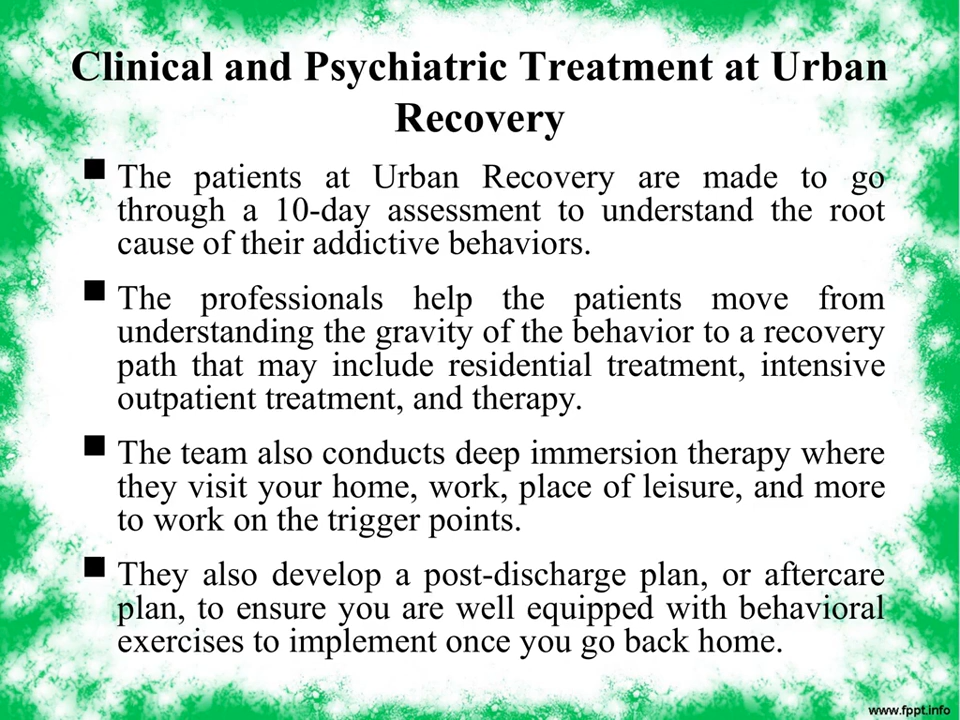 Clinical and Psychiatric Treatment at Urban
Recovery
▪ The patients at Urban Recovery are made to go
through a 10-day assessment to understand the root
cause of their addictive behaviors.
▪ The professionals help the patients move from
understanding the gravity of the behavior to a recovery
path that may include residential treatment, intensive
outpatient treatment, and therapy.
▪ The team also conducts deep immersion therapy where
they visit your home, work, place of leisure, and more
to work on the trigger points.
▪ They also develop a post-discharge plan, or aftercare
plan, to ensure you are well equipped with behavioral
exercises to implement once you go back home.
www.fppt.info